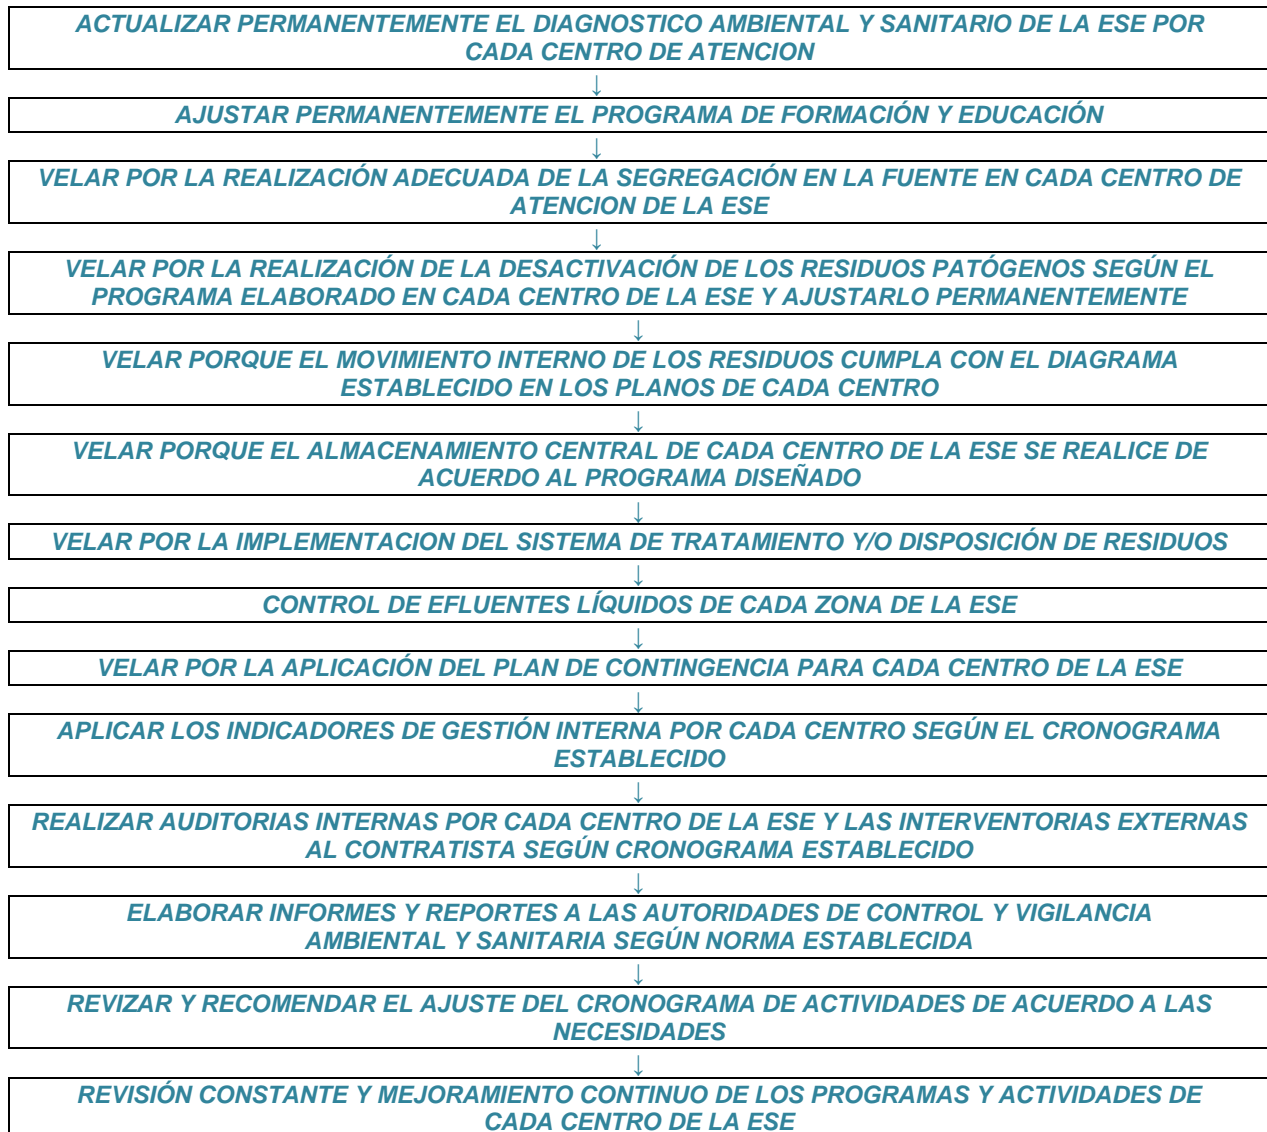 ACTUALIZAR PERMANENTEMENTE EL DIAGNOSTICO AMBIENTAL Y SANITARIO DE LA ESE POR
CADA CENTRO DE ATENCION
↓
AJUSTAR PERMANENTEMENTE EL PROGRAMA DE FORMACIÓN Y EDUCACIÓN
↓
VELAR POR LA REALIZACIÓN ADECUADA DE LA SEGREGACIÓN EN LA FUENTE EN CADA CENTRO DE
ATENCION DE LA ESE
↓
VELAR POR LA REALIZACIÓN DE LA DESACTIVACIÓN DE LOS RESIDUOS PATÓGENOS SEGÚN EL
PROGRAMA ELABORADO EN CADA CENTRO DE LA ESE Y AJUSTARLO PERMANENTEMENTE
↓
VELAR PORQUE EL MOVIMIENTO INTERNO DE LOS RESIDUOS CUMPLA CON EL DIAGRAMA
ESTABLECIDO EN LOS PLANOS DE CADA CENTRO
↓
VELAR PORQUE EL ALMACENAMIENTO CENTRAL DE CADA CENTRO DE LA ESE SE REALICE DE
ACUERDO AL PROGRAMA DISEÑADO
↓
VELAR POR LA IMPLEMENTACION DEL SISTEMA DE TRATAMIENTO Y/O DISPOSICIÓN DE RESIDUOS
↓
CONTROL DE EFLUENTES LÍQUIDOS DE CADA ZONA DE LA ESE
↓
VELAR POR LA APLICACIÓN DEL PLAN DE CONTINGENCIA PARA CADA CENTRO DE LA ESE
↓
APLICAR LOS INDICADORES DE GESTIÓN INTERNA POR CADA CENTRO SEGÚN EL CRONOGRAMA
ESTABLECIDO
↓
REALIZAR AUDITORIAS INTERNAS POR CADA CENTRO DE LA ESE Y LAS INTERVENTORIAS EXTERNAS
AL CONTRATISTA SEGÚN CRONOGRAMA ESTABLECIDO
↓
ELABORAR INFORMES Y REPORTES A LAS AUTORIDADES DE CONTROL Y VIGILANCIA
AMBIENTAL Y SANITARIA SEGÚN NORMA ESTABLECIDA
↓
REVIZAR Y RECOMENDAR EL AJUSTE DEL CRONOGRAMA DE ACTIVIDADES DE ACUERDO A LAS
NECESIDADES
↓
REVISIÓN CONSTANTE Y MEJORAMIENTO CONTINUO DE LOS PROGRAMAS Y ACTIVIDADES DE
CADA CENTRO DE LA ESE